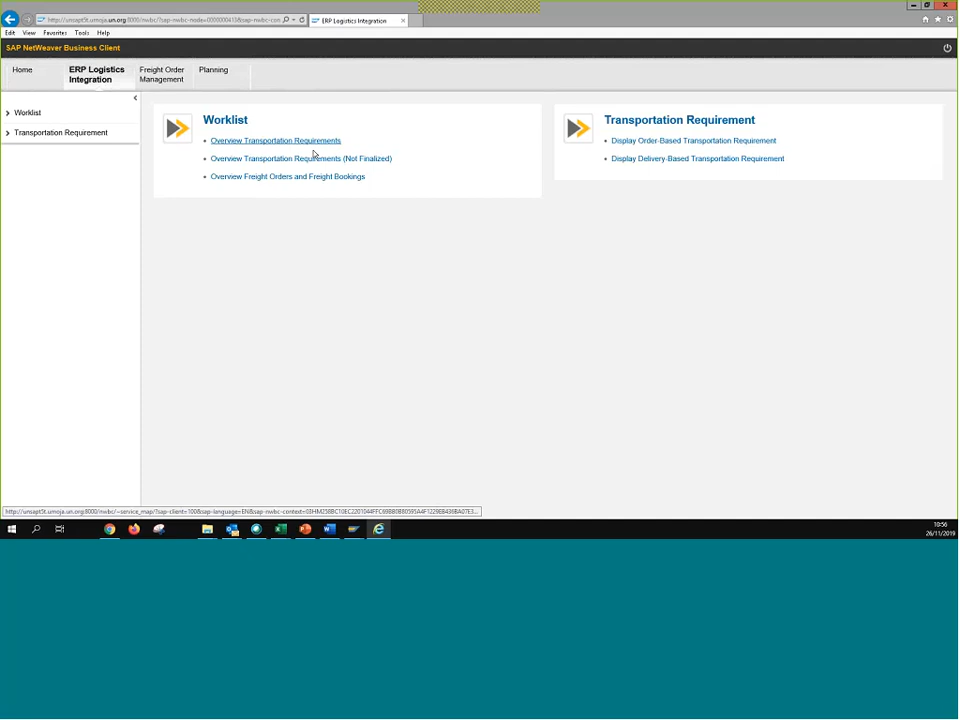 ERP Logistics Integration
Edit View Favorites Tools Help
SAP NetWeaver Business Client
Home
ERP Logistics
Integration
Freight Order
Management
Planning
Worklist
Transportation Requirement
Worklist
Overview Transportation Requirements
Overview Transportation Requirements (Not Finalized)
Overview Freight Orders and Freight Bookings
Transportation Requirement
Display Order-Based Transportation Requirement
Display Delivery-Based Transportation Requirement
10:56
26/11/2019